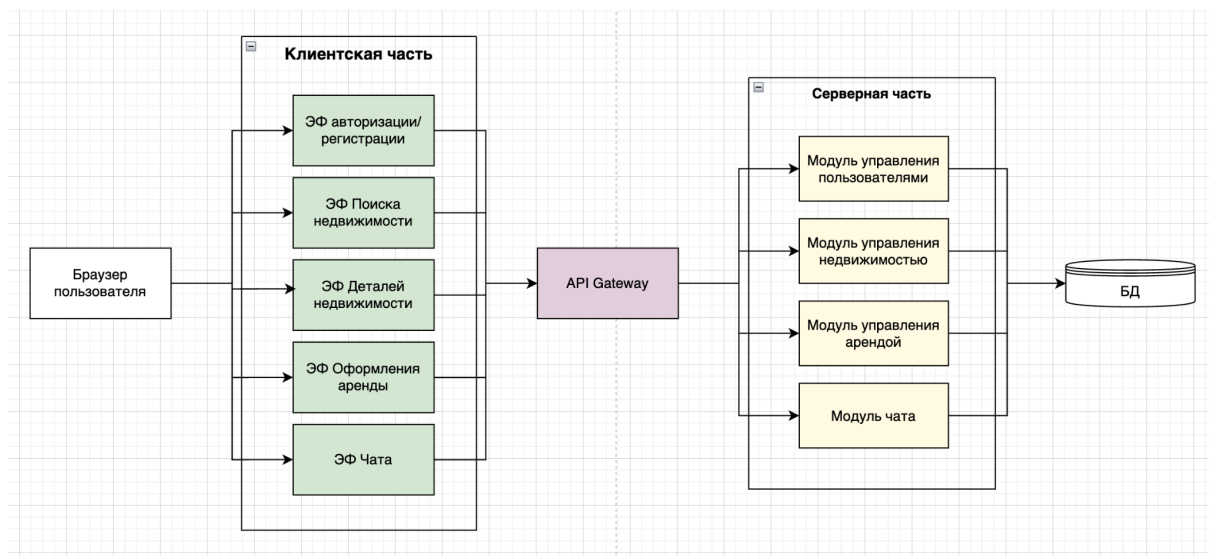 Клиентская часть
ЭФ авторизации/
регистрации
ЭФ Поиска
недвижимости
ЭФ Деталей
недвижимости
ЭФ Оформления
аренды
ЭФ Чата
Браузер
пользователя
API Gateway
Серверная часть
Модуль управления
пользователями
Модуль управления
недвижимостью
Модуль управления
арендой
Модуль чата
БД